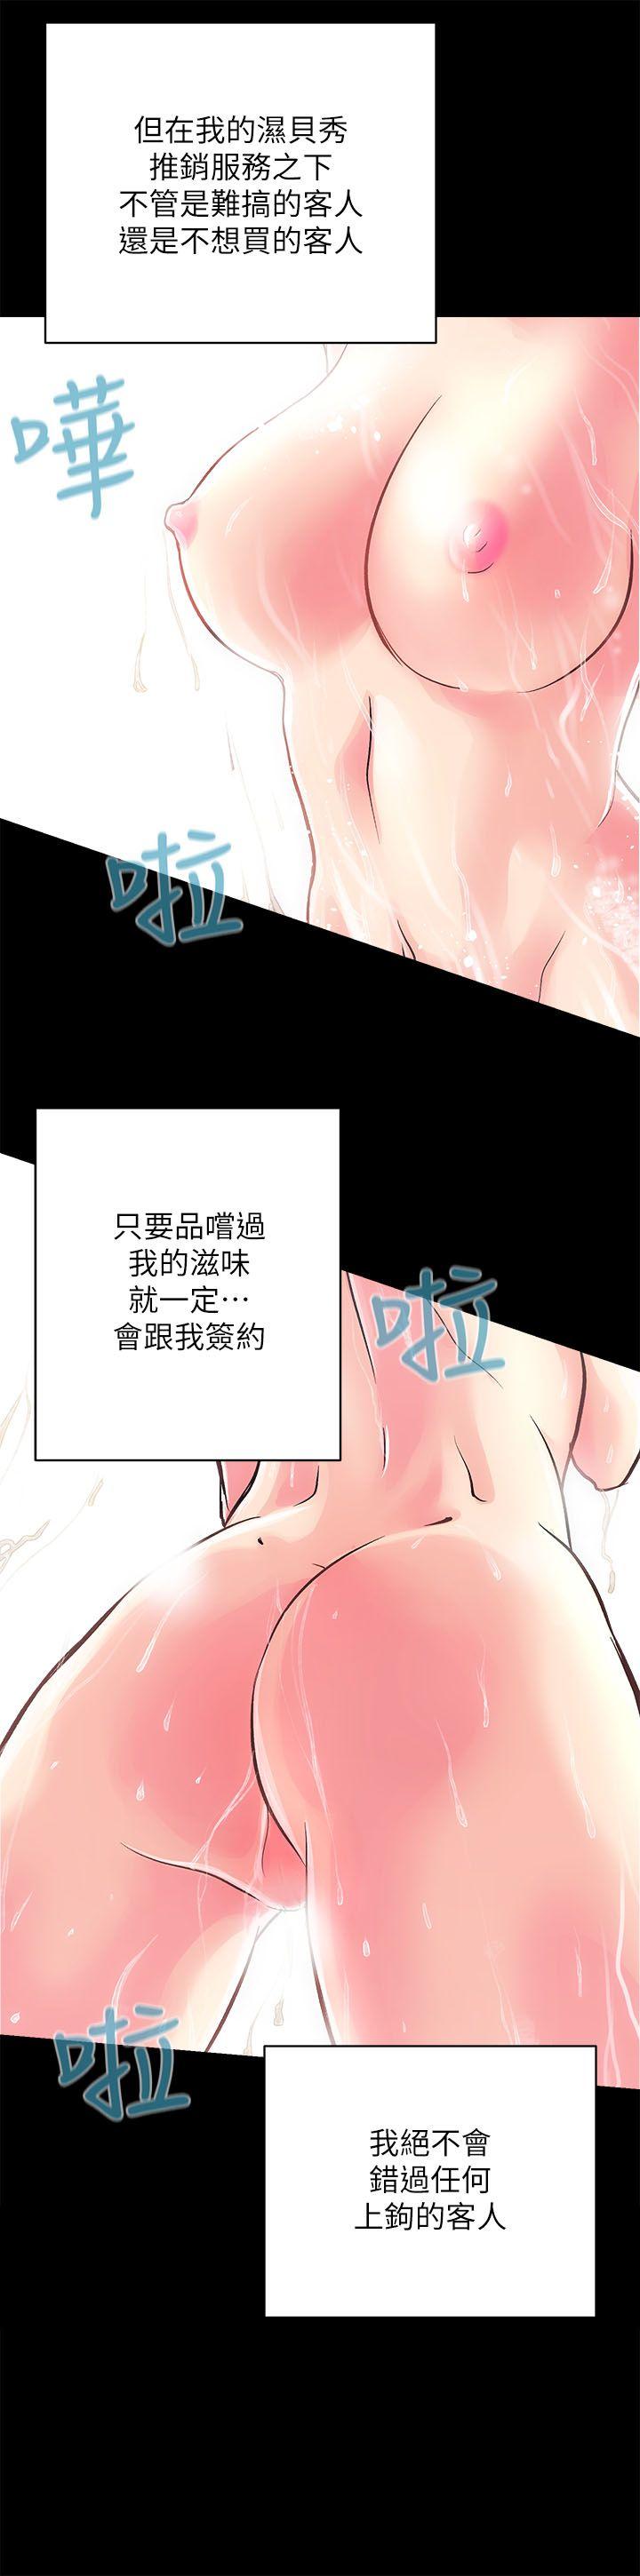 但在我的濕貝秀
推銷服務之下
不管是難搞的客人
還是不想買的客人
嘩
啦
只要品嚐過
我的滋味
就一定…
會跟我簽約
啦
啦
我絕不會
錯過任何
上鉤的客人